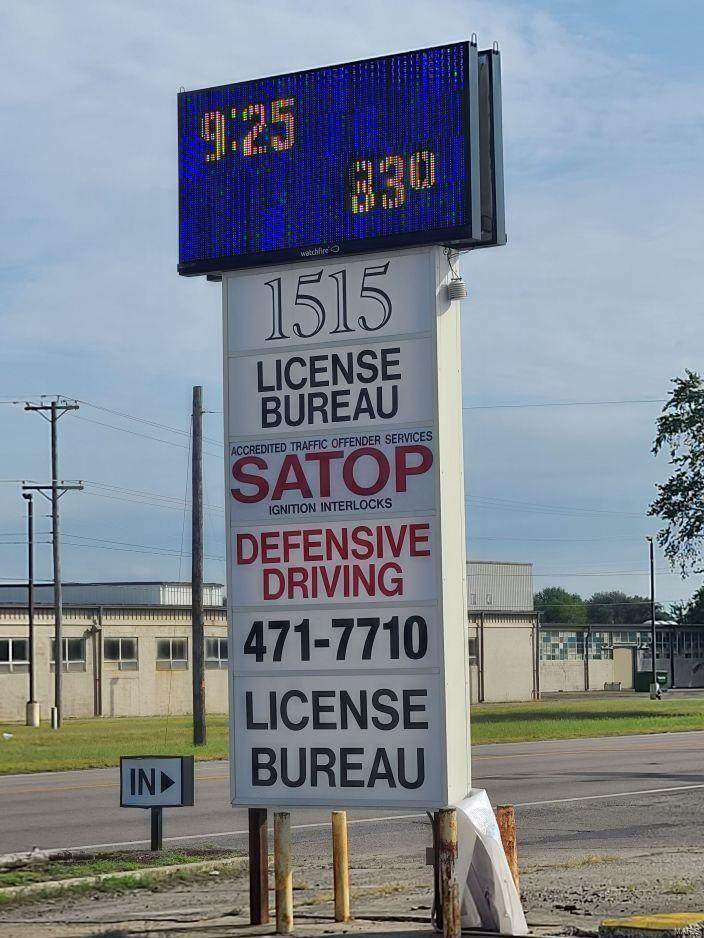 9:25
83°
watchfire
1515
LICENSE
BUREAU
ACCREDITED TRAFFIC OFFENDER SERVICES
SATOP
IGNITION INTERLOCKS
DEFENSIVE
DRIVING
471-7710
LICENSE
BUREAU
IN
MARIS